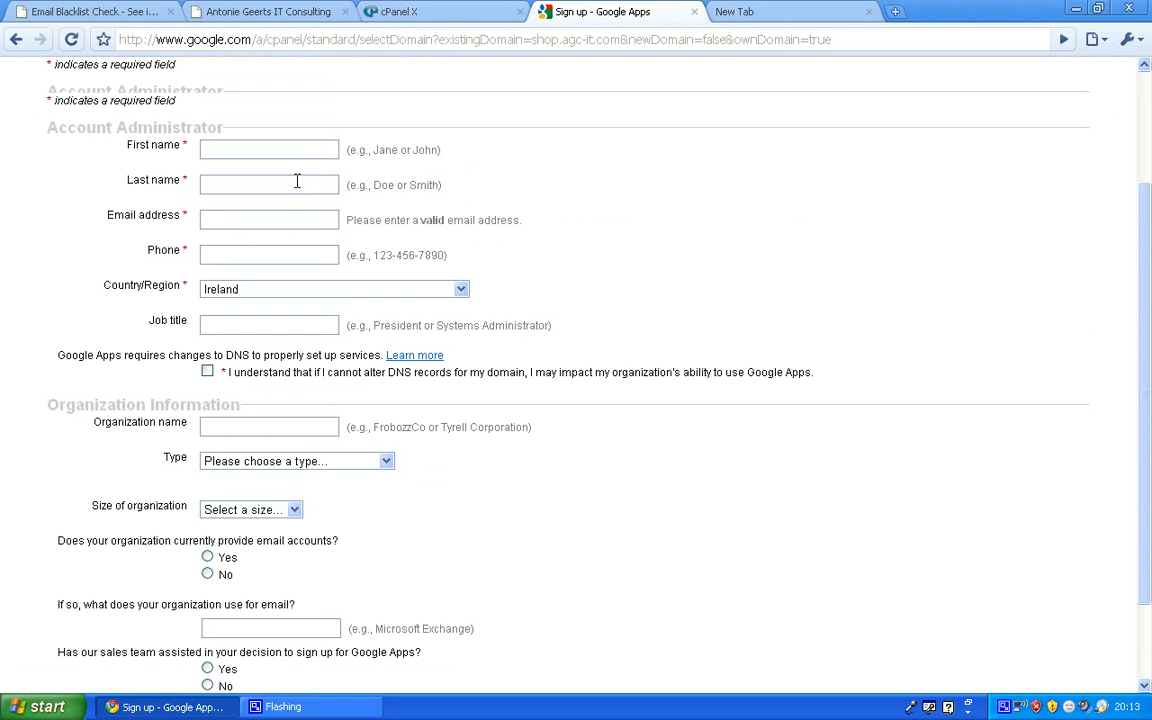 Email Blacklist Check - See i...
Antonie Geerts IT Consulting
cPanel X
Sign up - Google Apps
New Tab
http://www.google.com/a/cpanel/standard/selectDomain?existingDomain=shop.agc-it.com&newDomain=false&ownDomain=true
* indicates a required field
Account Administrator
* indicates a required field
Account Administrator
First name * (e.g., Jane or John)
Last name * (e.g., Doe or Smith)
Email address * Please enter a valid email address.
Phone * (e.g., 123-456-7890)
Country/Region * Ireland
Job title (e.g., President or Systems Administrator)
Google Apps requires changes to DNS to properly set up services. Learn more
* I understand that if I cannot alter DNS records for my domain, I may impact my organization's ability to use Google Apps.
Organization Information
Organization name (e.g., FrobozzCo or Tyrell Corporation)
Type Please choose a type...
Size of organization Select a size...
Does your organization currently provide email accounts?
Yes
No
If so, what does your organization use for email?
(e.g., Microsoft Exchange)
Has our sales team assisted in your decision to sign up for Google Apps?
Yes
No
start
Sign up - Google App...
Flashing
20:13